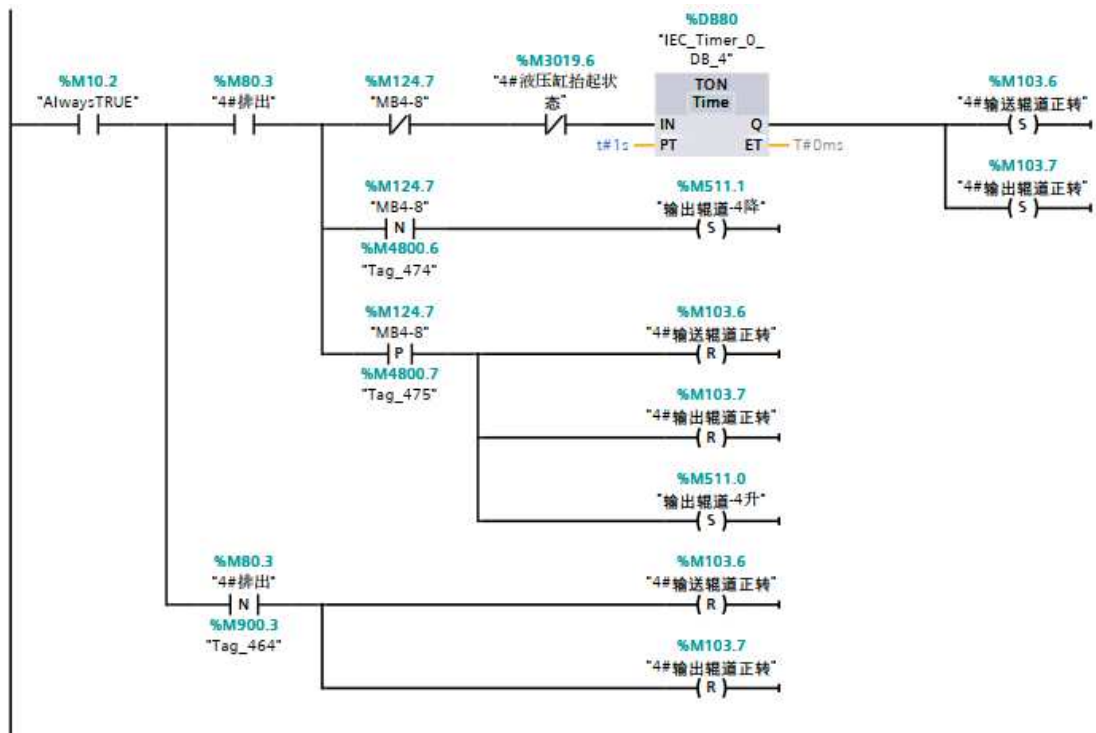 %DB80
"IEC_Timer_0_
DB_4"
%M10.2
"AlwaysTRUE"
%M80.3
"4#排出"
%M124.7
"MB4-8"
%M3019.6
"4#液压缸抬起状
态"
TON
Time
IN
Q
t#1s
PT
ET
T#0ms
%M103.6
"4#输送辊道正转"
S
%M103.7
"4#输出辊道正转"
S
%M124.7
"MB4-8"
N
%M4800.6
"Tag_474"
%M511.1
"输出辊道-4降"
S
%M124.7
"MB4-8"
P
%M4800.7
"Tag_475"
%M103.6
"4#输送辊道正转"
R
%M103.7
"4#输出辊道正转"
R
%M511.0
"输出辊道-4升"
S
%M80.3
"4#排出"
N
%M900.3
"Tag_464"
%M103.6
"4#输送辊道正转"
R
%M103.7
"4#输出辊道正转"
R